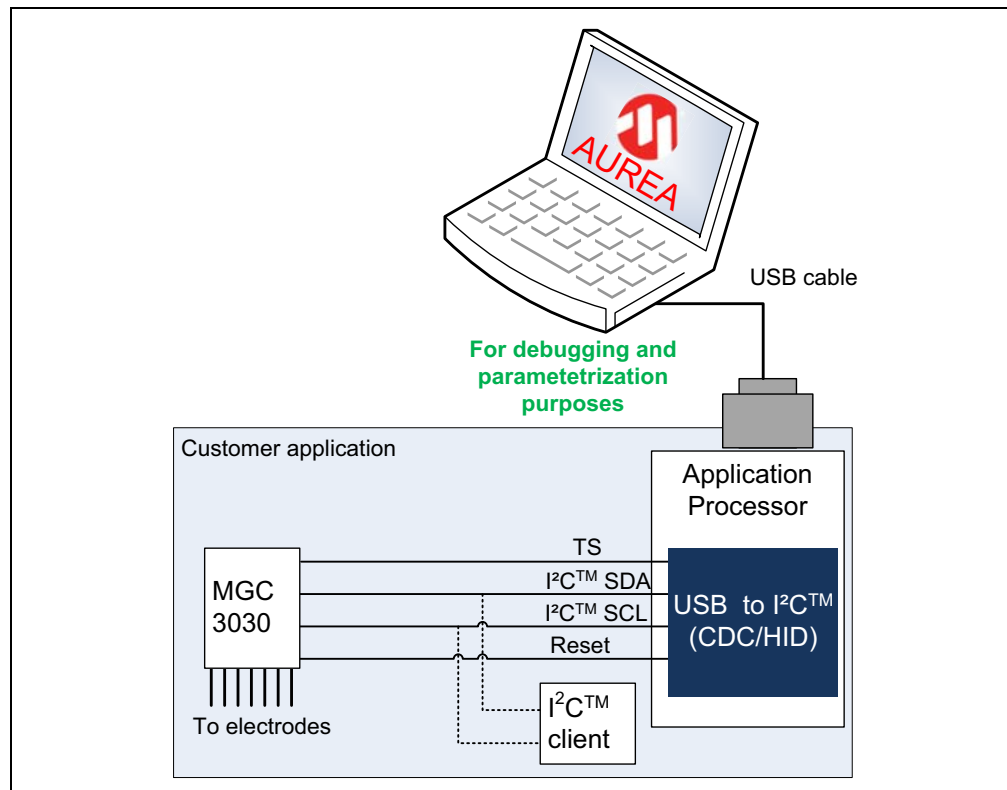 AUREA
USB cable
For debugging and
parametetrization
purposes
Customer application
Application
Processor
TS
I²C™ SDA
I²C™ SCL
Reset
MGC
3030
USB to I²C™
(CDC/HID)
To electrodes
I²C™
client